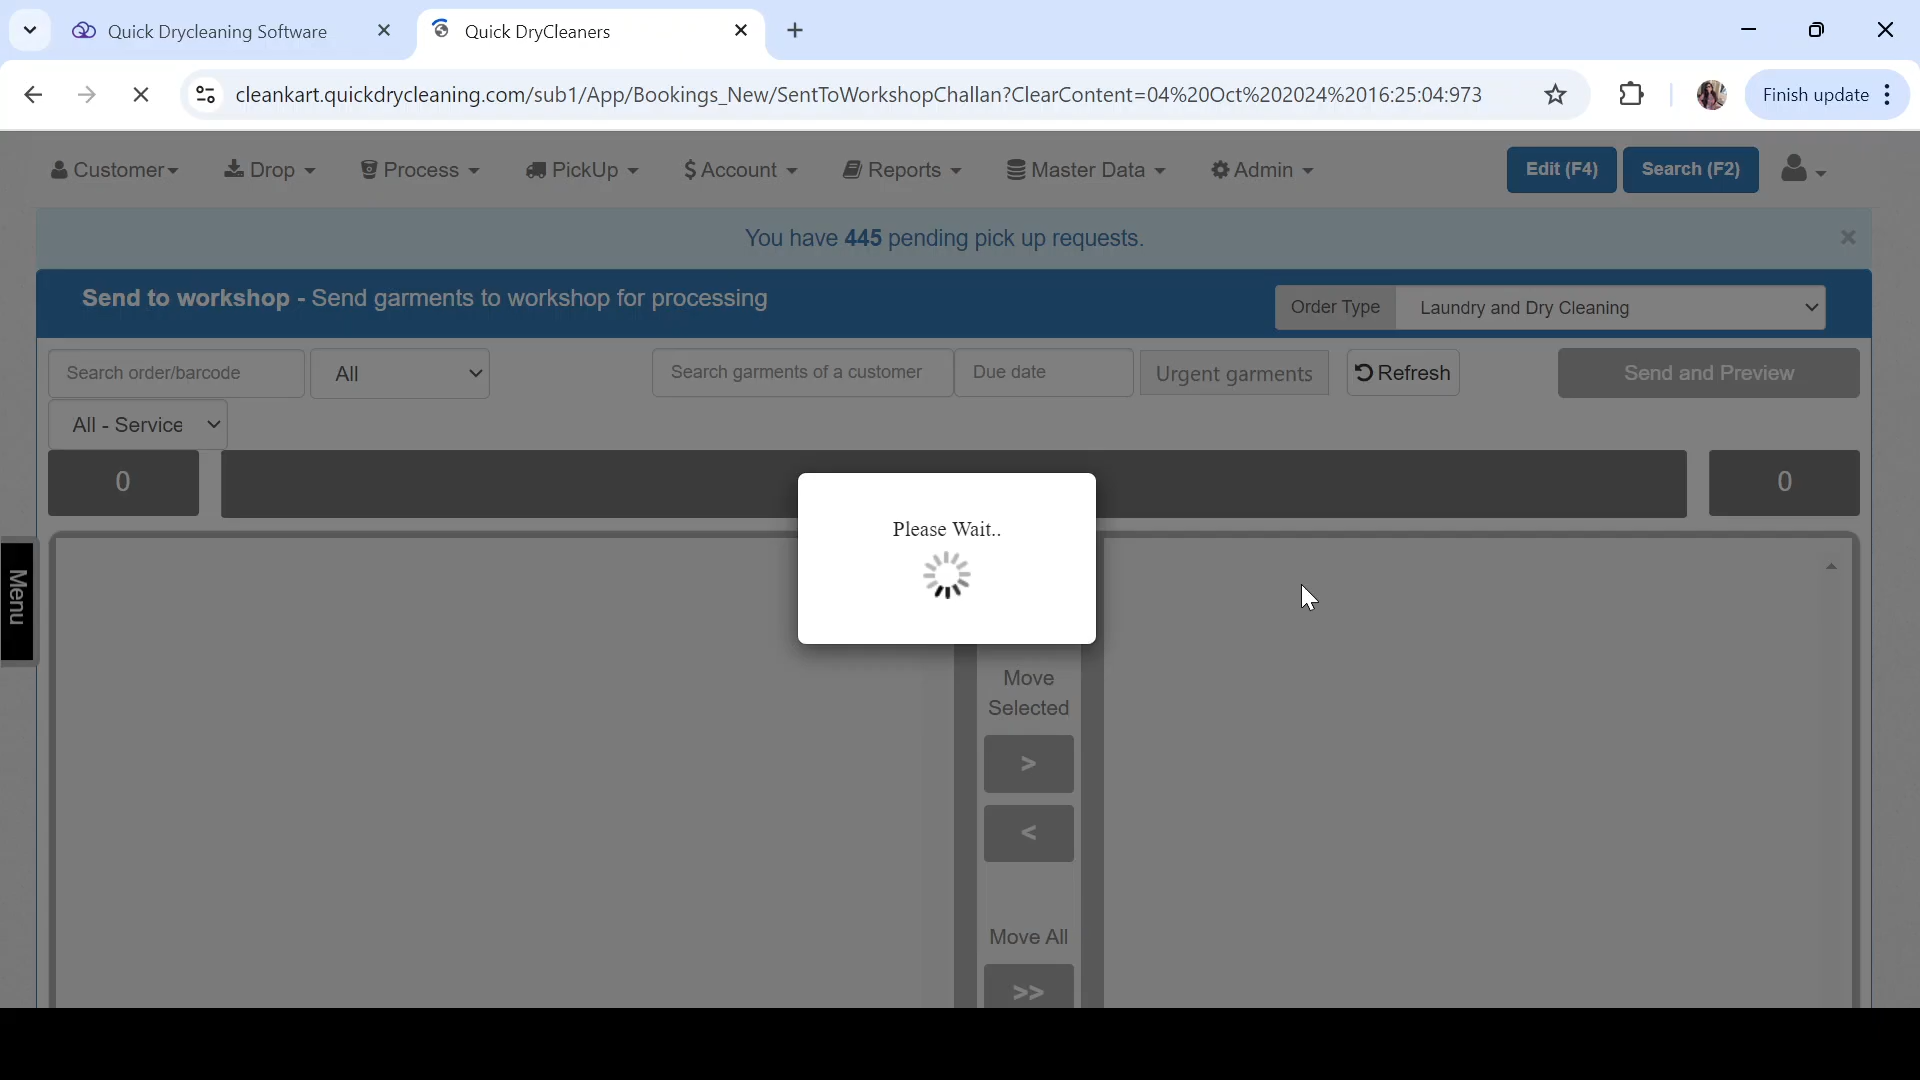 Quick Drycleaning Software
Quick DryCleaners
cleankart.quickdrycleaning.com/sub1/App/Bookings_New/SentToWorkshopChallan?ClearContent=04%20Oct%202024%2016:25:04:973
Finish update
Customer
Drop
Process
PickUp
$ Account
Reports
Master Data
Admin
Edit (F4)
Search (F2)
You have 445 pending pick up requests.
Send to workshop - Send garments to workshop for processing
Order Type
Laundry and Dry Cleaning
Search order/barcode
All
Search garments of a customer
Due date
Urgent garments
Refresh
Send and Preview
All - Service
0
0
Please Wait..
Menu
Move
Selected
>
<
Move All
>>